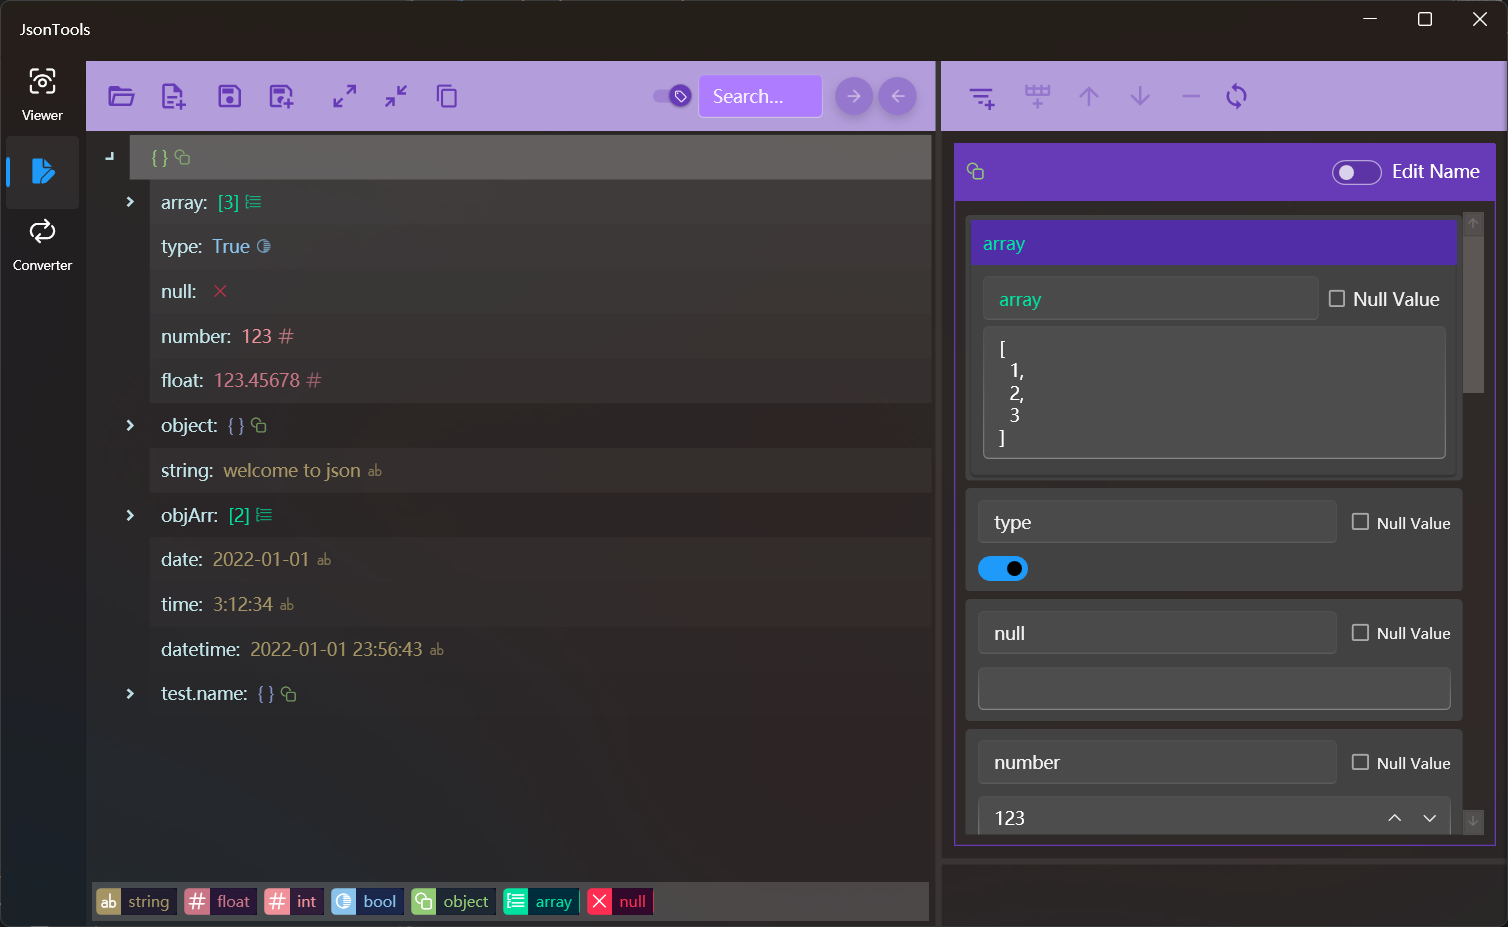 JsonTools
Viewer
Converter
Search...
{ }
array: [3]
type: True
null:
number: 123 #
float: 123.45678 #
object: { }
string: welcome to json ab
objArr: [2]
date: 2022-01-01 ab
time: 3:12:34 ab
datetime: 2022-01-01 23:56:43 ab
test.name: { }
ab string # float # int bool object array null
Edit Name
array
array Null Value
[
1,
2,
3
]
type Null Value
null Null Value
number Null Value
123